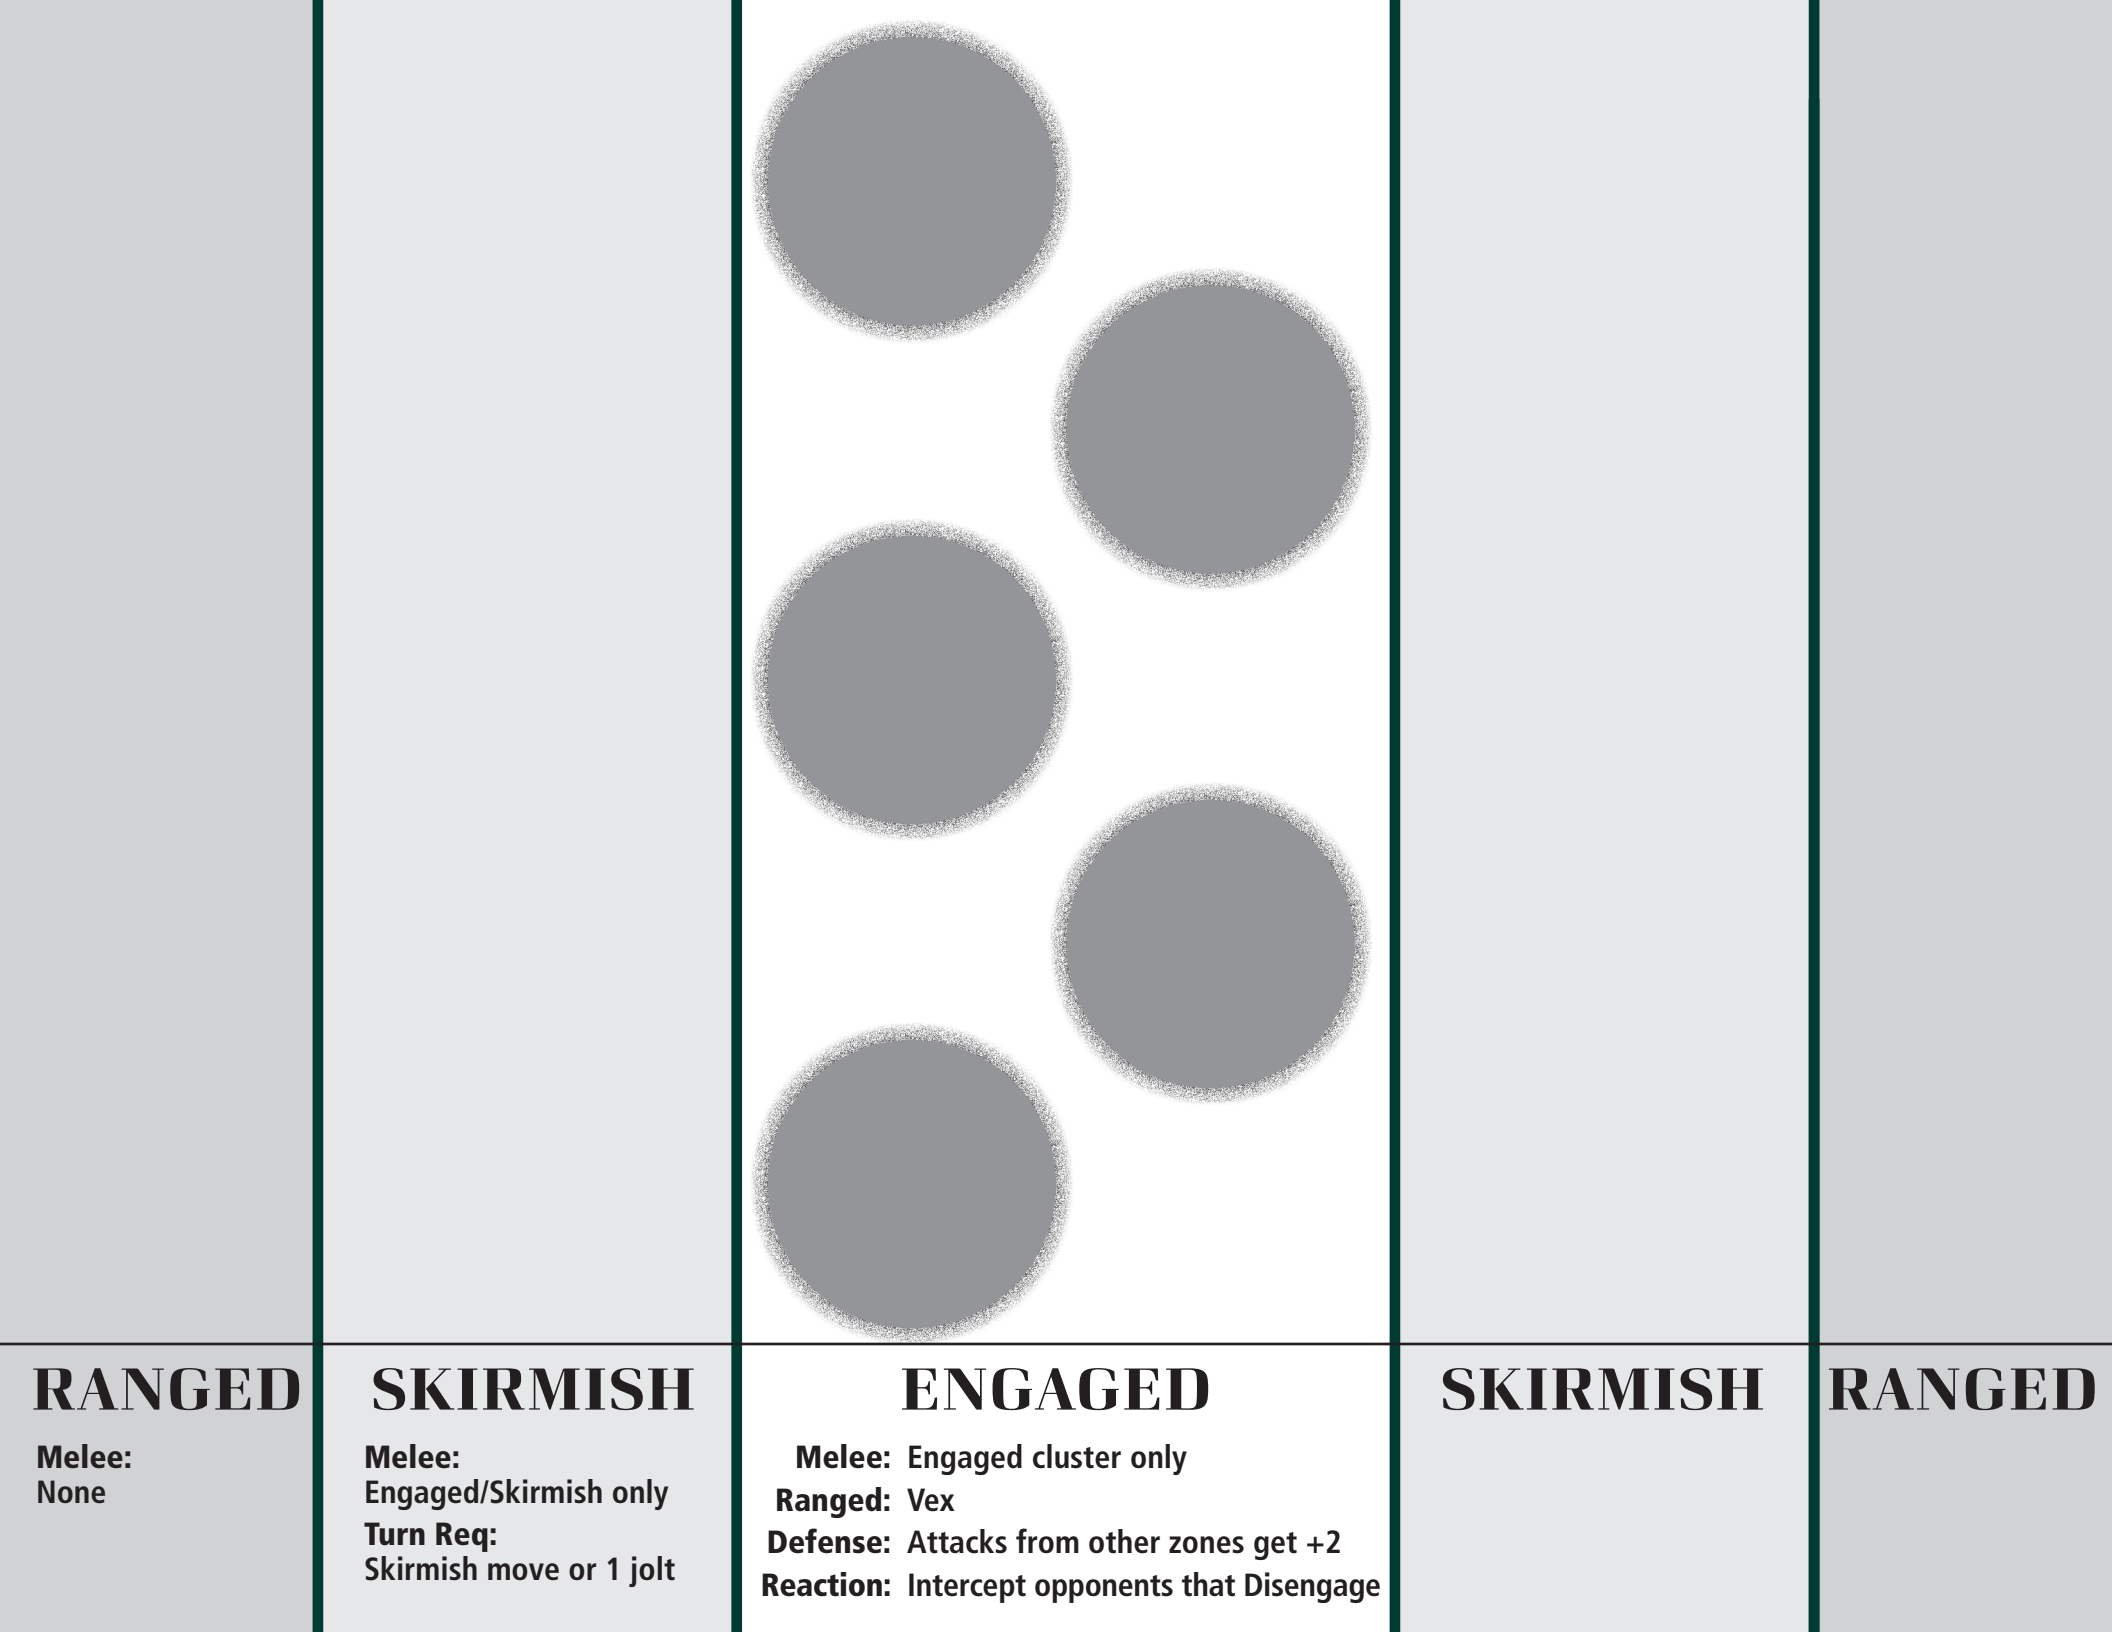 RANGED
Melee:
None
SKIRMISH
Melee:
Engaged/Skirmish only
Turn Req:
Skirmish move or 1 jolt
ENGAGED
Melee: Engaged cluster only
Ranged: Vex
Defense: Attacks from other zones get +2
Reaction: Intercept opponents that Disengage
SKIRMISH
RANGED